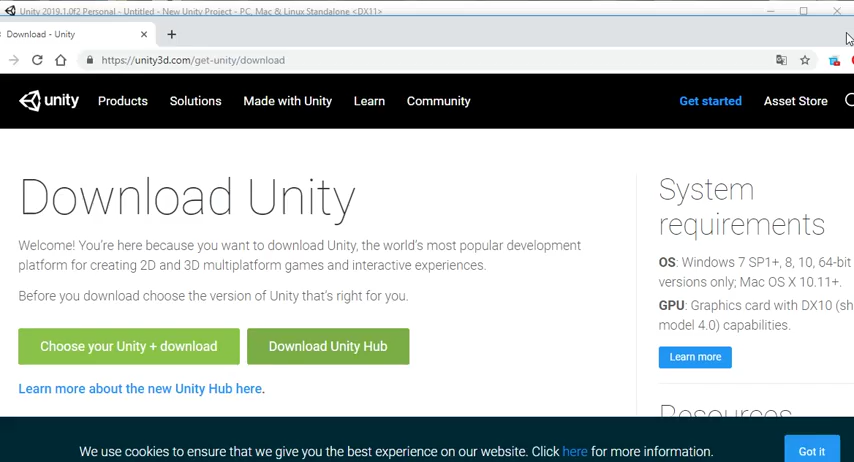 Unity 2019.1.0f2 Personal - Untitled - New Unity Project - PC, Mac & Linux Standalone <DX11>
Download - Unity
https://unity3d.com/get-unity/download
unity Products Solutions Made with Unity Learn Community Get started Asset Store
Download Unity
Welcome! You're here because you want to download Unity, the world's most popular development
platform for creating 2D and 3D multiplatform games and interactive experiences.
Before you download choose the version of Unity that's right for you.
Choose your Unity + download
Download Unity Hub
Learn more about the new Unity Hub here.
System
requirements
OS: Windows 7 SP1+, 8, 10, 64-bit
versions only; Mac OS X 10.11+.
GPU: Graphics card with DX10 (sh
model 4.0) capabilities.
Learn more
Resources
We use cookies to ensure that we give you the best experience on our website. Click here for more information.
Got it